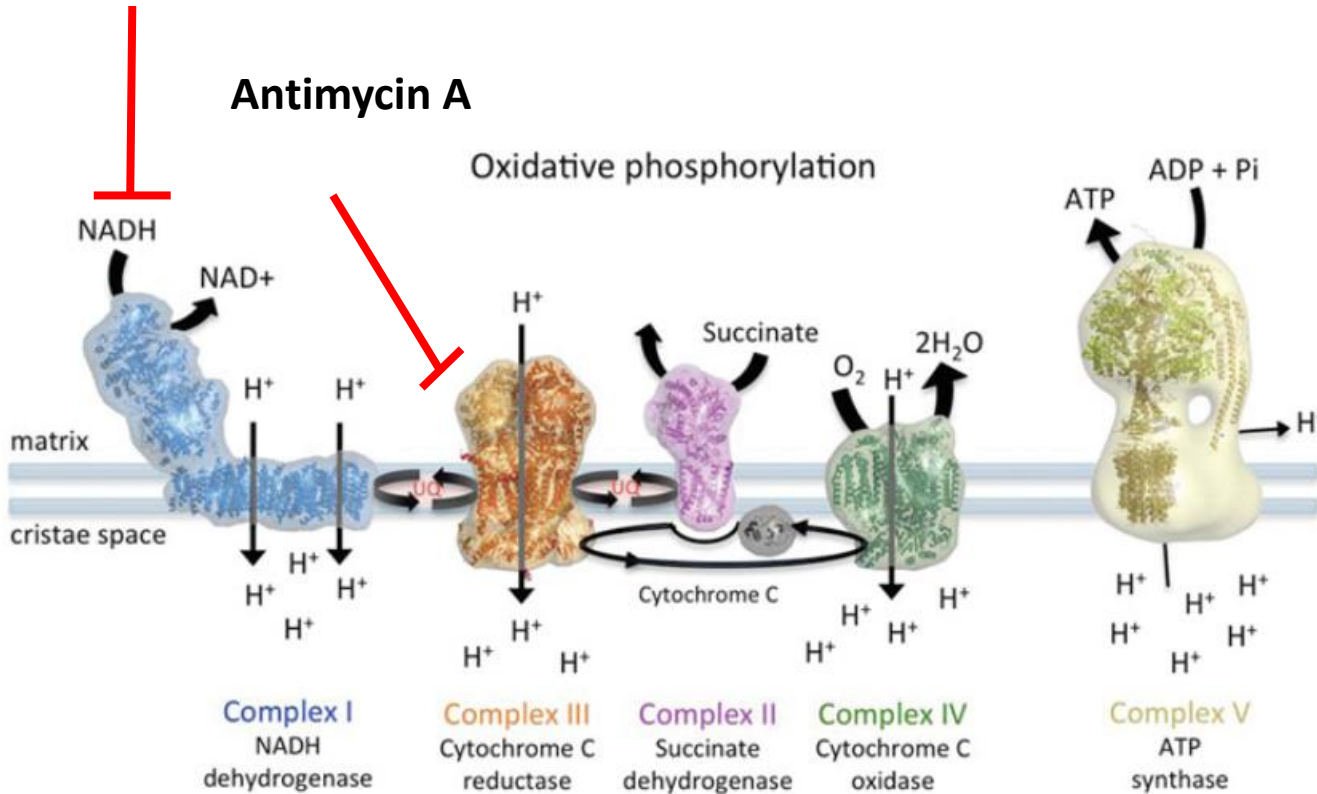 Antimycin A
Oxidative phosphorylation
NADH
NAD+
H⁺
H⁺
H⁺
Succinate
O₂
H⁺
2H₂O
ATP
ADP + Pi
H
matrix
UQ
UQ
cristae space
H⁺
H⁺
H⁺
H⁺
H⁺
H⁺
H⁺
Cytochrome C
H⁺
H⁺
H⁺
H⁺
H⁺
H⁺
H⁺
H⁺
H⁺
H⁺
Complex I
NADH
dehydrogenase
Complex III
Cytochrome C
reductase
Complex II
Succinate
dehydrogenase
Complex IV
Cytochrome C
oxidase
Complex V
ATP
synthase